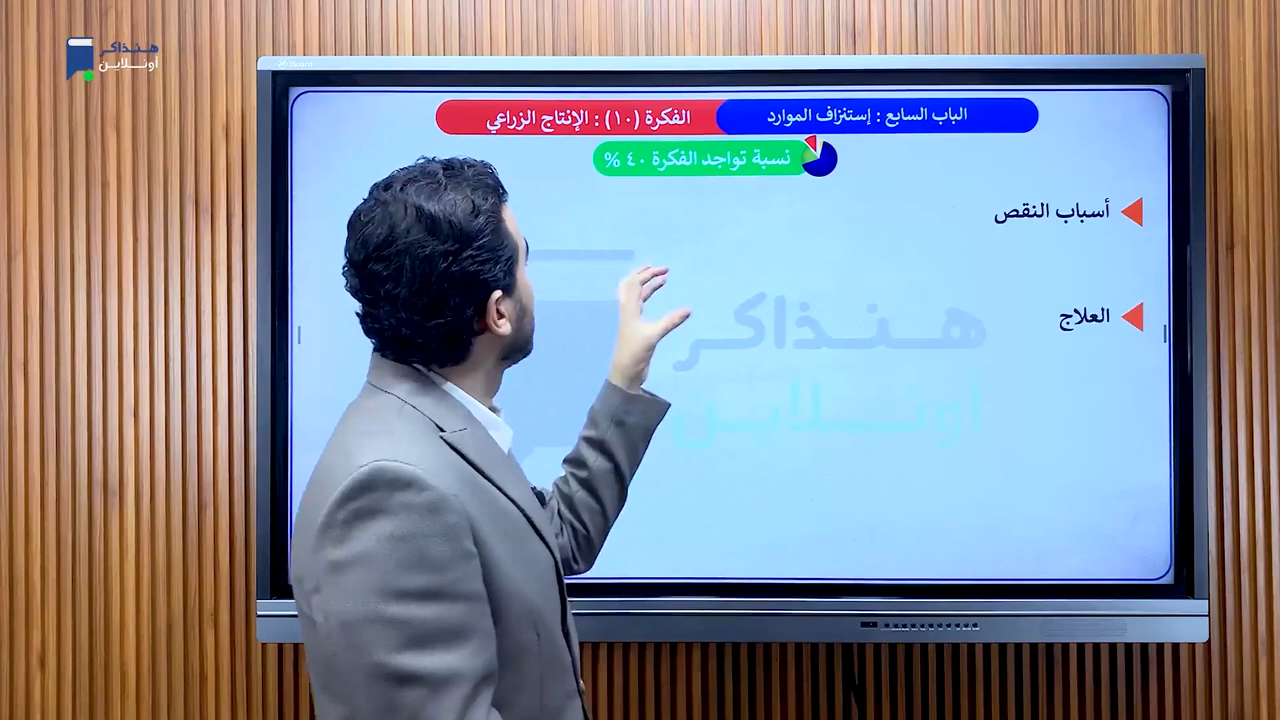 هنذاكر
أونلاين
iBoard
الباب السابع : إستنزاف الموارد
الفكرة (١٠) : الإنتاج الزراعي
نسبة تواجد الفكرة ٤٠ %
أسباب النقص
العلاج
هنذاكر
أونلاين